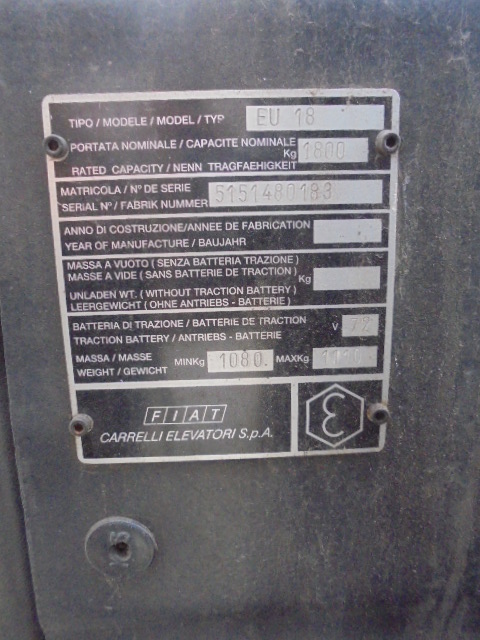 TIPO / MODELE / MODEL / TYP EU 18
PORTATA NOMINALE / CAPACITE NOMINALE
Kg 1800
RATED CAPACITY / NENN TRAGFAEHIGKEIT
MATRICOLA / N° DE SERIE
SERIAL N° / FABRIK NUMMER 5151480183
ANNO DI COSTRUZIONE / ANNEE DE FABRICATION
YEAR OF MANUFACTURE / BAUJAHR
MASSA A VUOTO ( SENZA BATTERIA TRAZIONE )
MASSE A VIDE ( SANS BATTERIE DE TRACTION ) Kg
UNLADEN WT. ( WITHOUT TRACTION BATTERY )
LEERGEWICHT ( OHNE ANTRIEBS - BATTERIE )
BATTERIA DI TRAZIONE / BATTERIE DE TRACTION
TRACTION BATTERY / ANTRIEBS - BATTERIE V 72
MASSA / MASSE
WEIGHT / GEWICHT MINKg 1080. MAXKg
FIAT
CARRELLI ELEVATORI S.p.A.
Ɛ